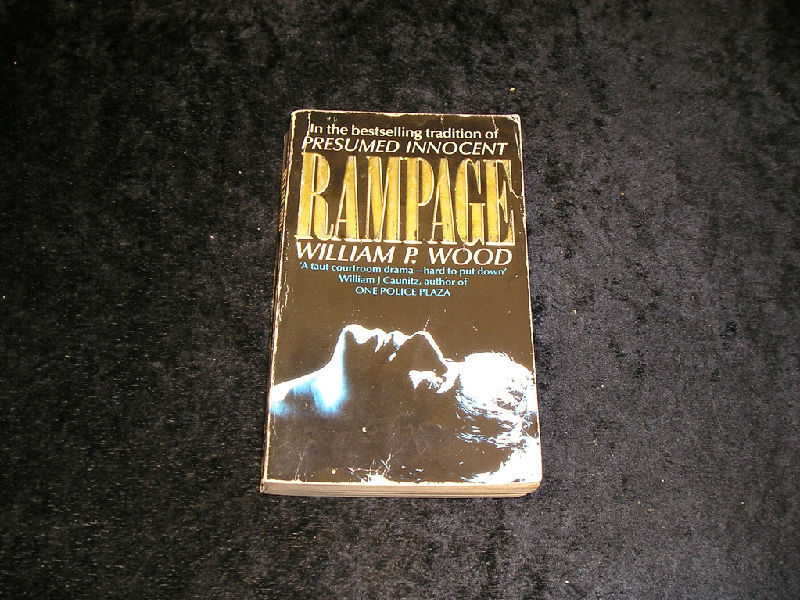 In the bestselling tradition of
PRESUMED INNOCENT
RAMPAGE
WILLIAM P. WOOD
'A taut courtroom drama – hard to put down'
William J Caunitz, author of
ONE POLICE PLAZA